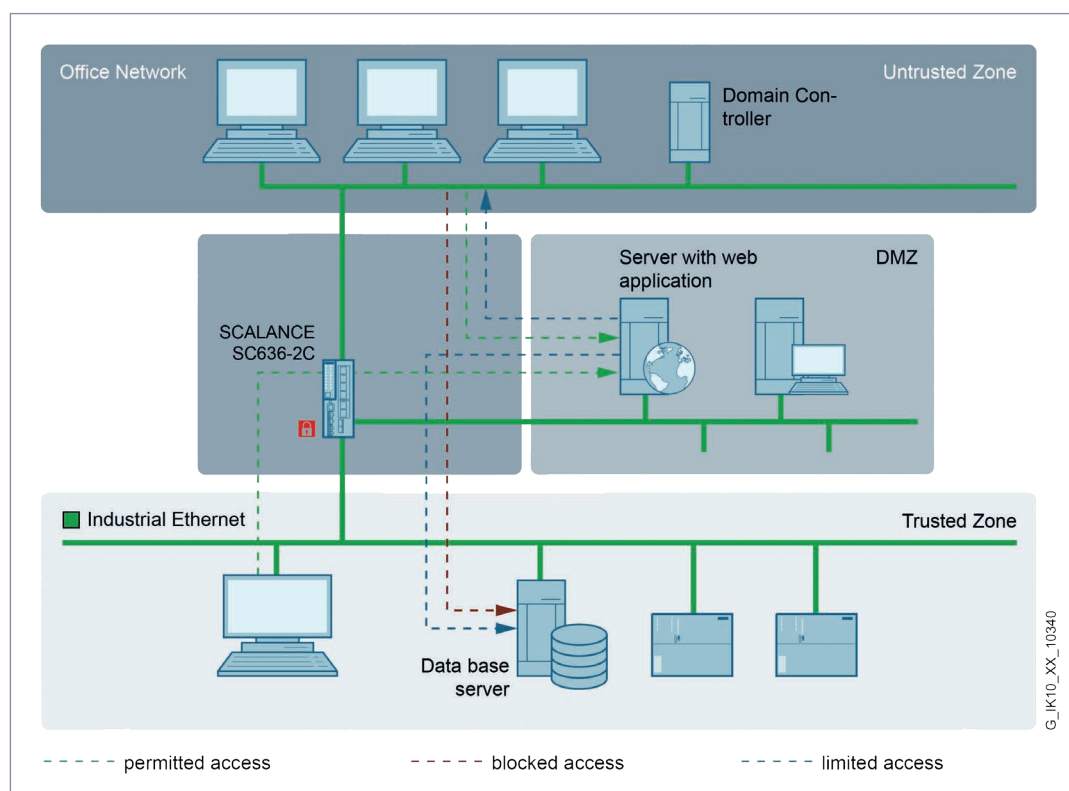 Office Network
Untrusted Zone
Domain Con-
troller
Server with web
application
DMZ
SCALANCE
SC636-2C
Industrial Ethernet
Trusted Zone
Data base
server
G_IK10_XX_10340
permitted access
blocked access
limited access